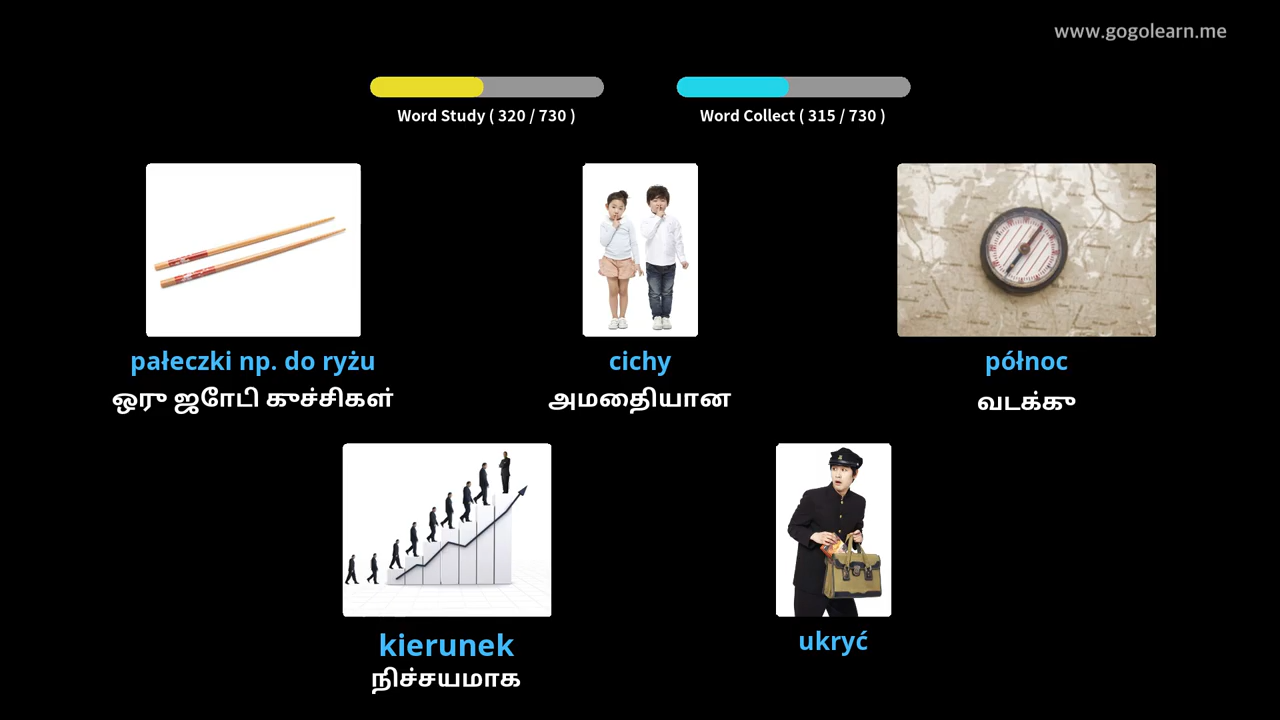 www.gogolearn.me
Word Study ( 320 / 730 )
Word Collect ( 315 / 730 )
pałeczki np. do ryżu
ஒரு ஜோடி குச்சிகள்
cichy
அமைதியான
północ
வடக்கு
kierunek
நிச்சயமாக
ukryć